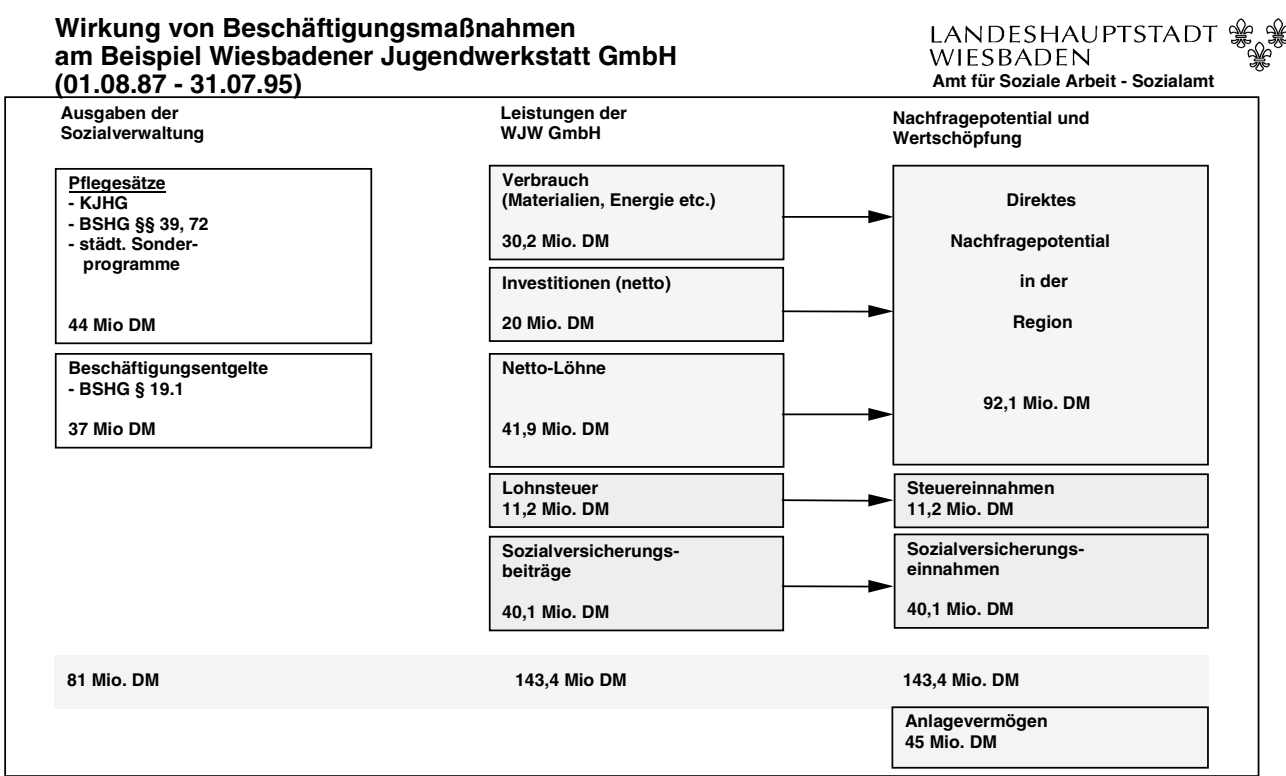 Wirkung von Beschäftigungsmaßnahmen
am Beispiel Wiesbadener Jugendwerkstatt GmbH
(01.08.87 - 31.07.95)
LANDESHAUPTSTADT
WIESBADEN
Amt für Soziale Arbeit - Sozialamt
Ausgaben der
Sozialverwaltung
Pflegesätze
- KJHG
- BSHG §§ 39, 72
- städt. Sonder-
programme
44 Mio DM
Beschäftigungsentgelte
- BSHG § 19.1
37 Mio DM
Leistungen der
WJW GmbH
Verbrauch
(Materialien, Energie etc.)
30,2 Mio. DM
Investitionen (netto)
20 Mio. DM
Netto-Löhne
41,9 Mio. DM
Lohnsteuer
11,2 Mio. DM
Sozialversicherungs-
beiträge
40,1 Mio. DM
Nachfragepotential und
Wertschöpfung
Direktes
Nachfragepotential
in der
Region
92,1 Mio. DM
Steuereinnahmen
11,2 Mio. DM
Sozialversicherungs-
einnahmen
40,1 Mio. DM
81 Mio. DM
143,4 Mio DM
143,4 Mio. DM
Anlagevermögen
45 Mio. DM